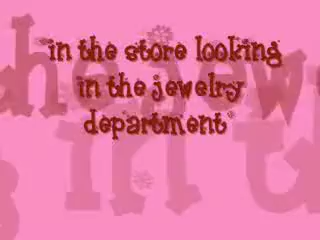 *in the store looking
in the jewelry
department*